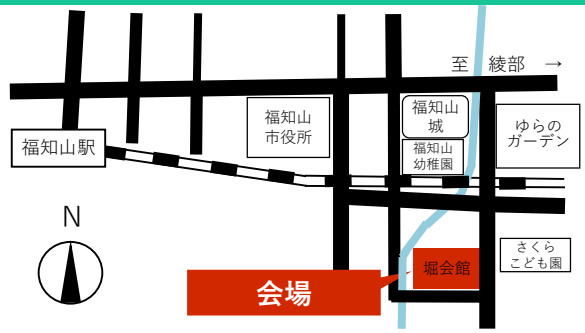 至 綾部 →
福知山
市役所
福知山
城
福知山
幼稚園
ゆらの
ガーデン
福知山駅
N
さくら
こども園
堀会館
会場